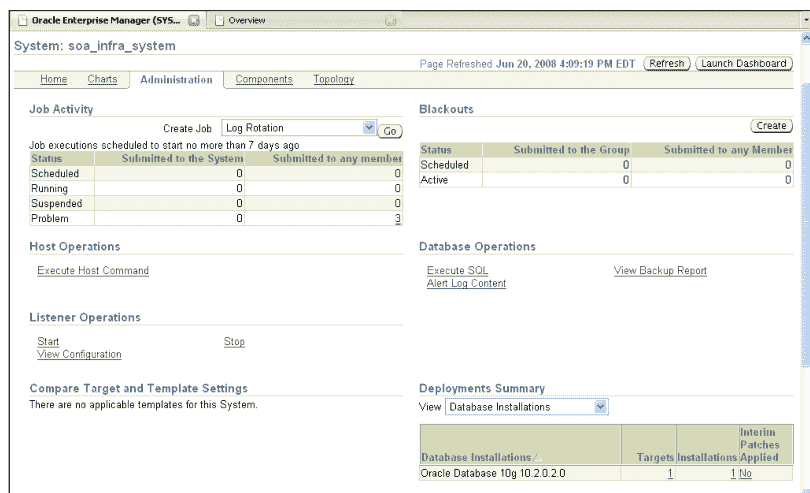 Oracle Enterprise Manager (SYS... Overview
System: soa_infra_system
Page Refreshed Jun 20, 2008 4:09:19 PM EDT Refresh Launch Dashboard
Home Charts Administration Components Topology
Job Activity
Create Job Log Rotation Go
Job executions scheduled to start no more than 7 days ago
Status Submitted to the System Submitted to any member
Scheduled 0 0
Running 0 0
Suspended 0 0
Problem 0 3
Blackouts
Create
Status Submitted to the Group Submitted to any Member
Scheduled 0 0
Active 0 0
Host Operations
Execute Host Command
Database Operations
Execute SQL View Backup Report
Alert Log Content
Listener Operations
Start Stop
View Configuration
Compare Target and Template Settings
There are no applicable templates for this System.
Deployments Summary
View Database Installations
Database Installations Targets Installations Interim Patches Applied
Oracle Database 10g 10.2.0.2.0 1 1 No